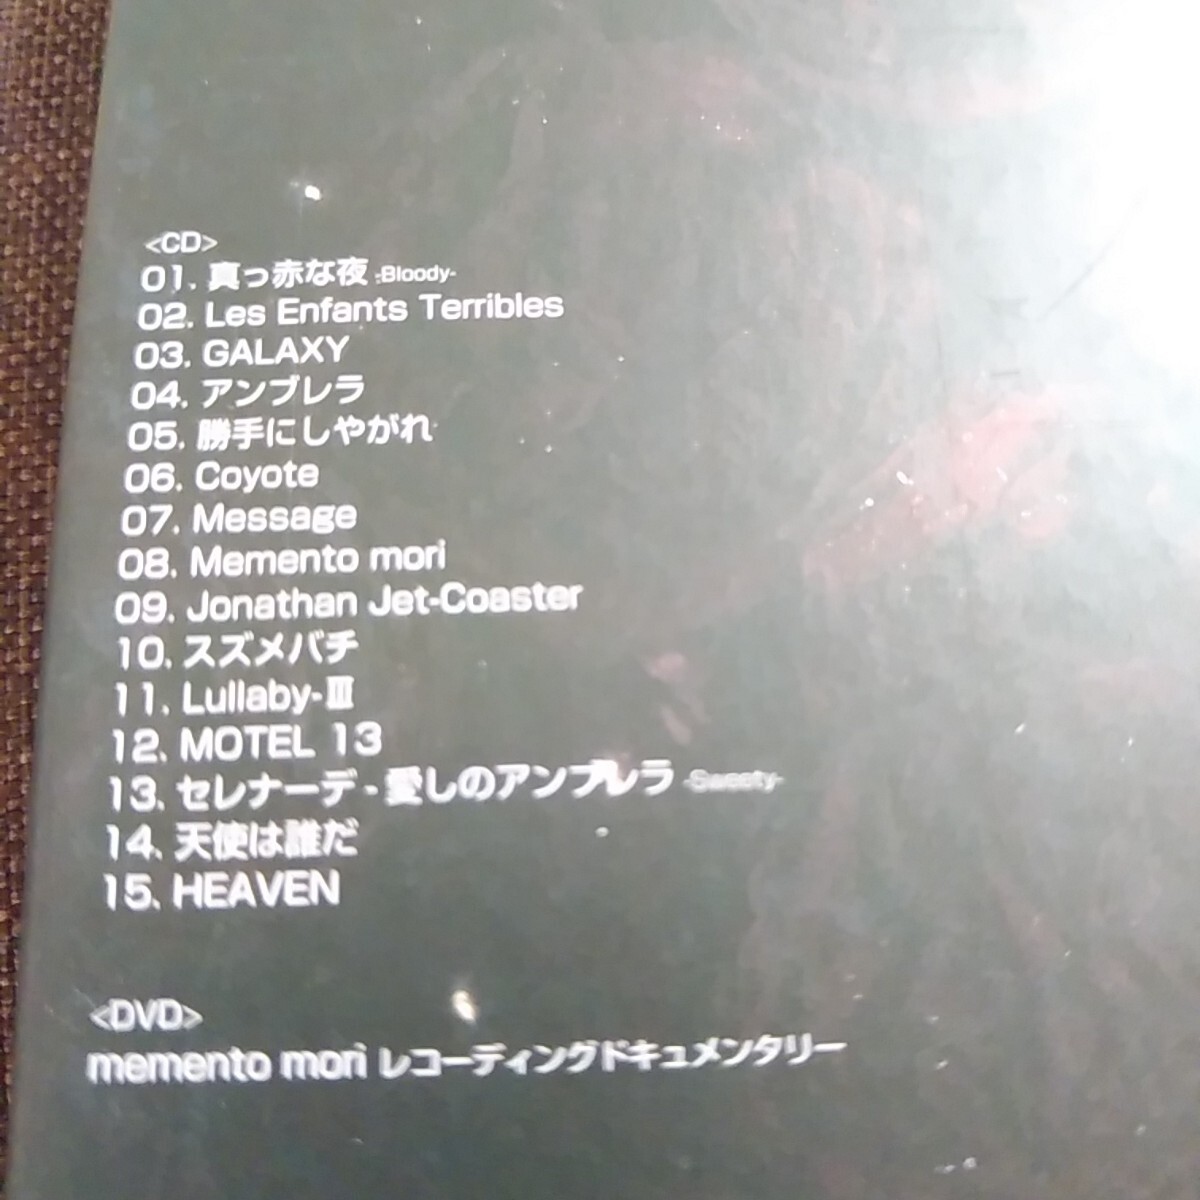 <CD>
01. 真っ赤な夜 -Bloody-
02. Les Enfants Terribles
03. GALAXY
04. アンブレラ
05. 勝手にしやがれ
06. Coyote
07. Message
08. Memento mori
09. Jonathan Jet-Coaster
10. スズメバチ
11. Lullaby-Ⅲ
12. MOTEL 13
13. セレナーデ - 愛しのアンブレラ -Sweety-
14. 天使は誰だ
15. HEAVEN
<DVD>
memento mori レコーディングドキュメンタリー